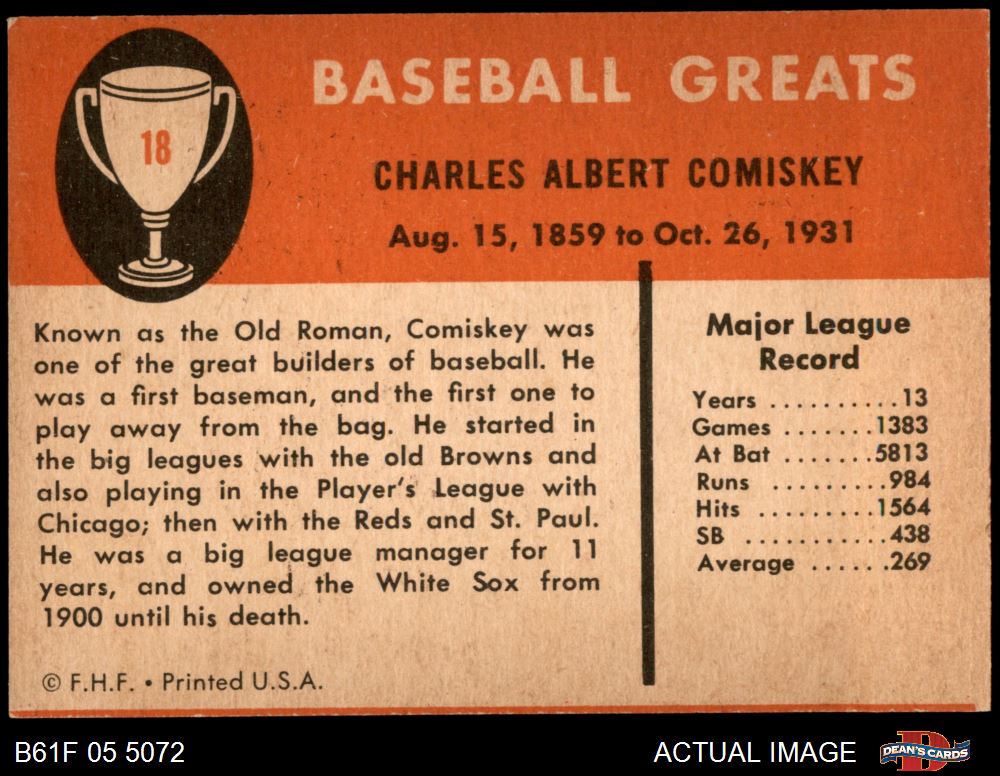 18
BASEBALL GREATS
CHARLES ALBERT COMISKEY
Aug. 15, 1859 to Oct. 26, 1931
Known as the Old Roman, Comiskey was
one of the great builders of baseball. He
was a first baseman, and the first one to
play away from the bag. He started in
the big leagues with the old Browns and
also playing in the Player's League with
Chicago; then with the Reds and St. Paul.
He was a big league manager for 11
years, and owned the White Sox from
1900 until his death.
© F.H.F. • Printed U.S.A.
Major League
Record
Years ..........13
Games .......1383
At Bat .......5813
Runs .........984
Hits .........1564
SB ...........438
Average ......269
B61F 05 5072
ACTUAL IMAGE
D
DEAN'S CARDS